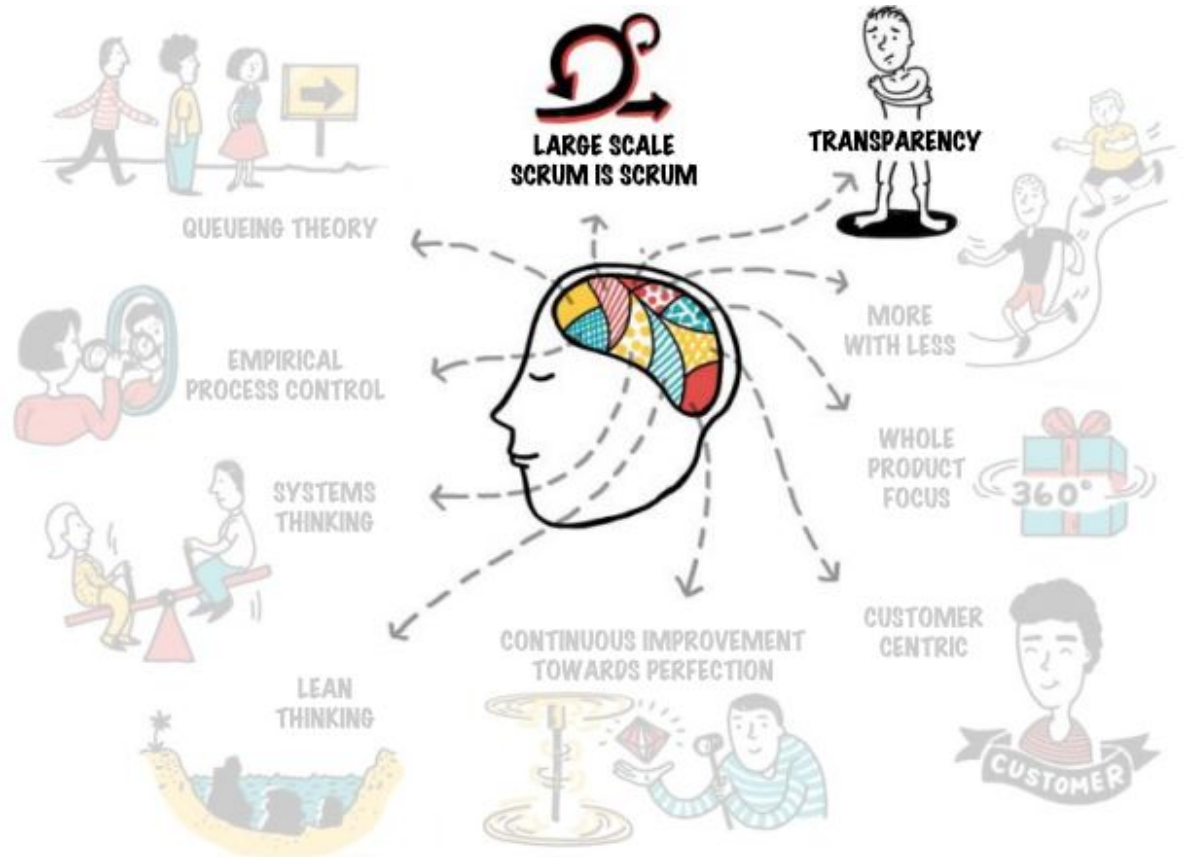 LARGE SCALE
SCRUM IS SCRUM
TRANSPARENCY
QUEUEING THEORY
MORE
WITH LESS
EMPIRICAL
PROCESS CONTROL
WHOLE
PRODUCT
FOCUS
360°
SYSTEMS
THINKING
CUSTOMER
CENTRIC
CUSTOMER
CONTINUOUS IMPROVEMENT
TOWARDS PERFECTION
LEAN
THINKING